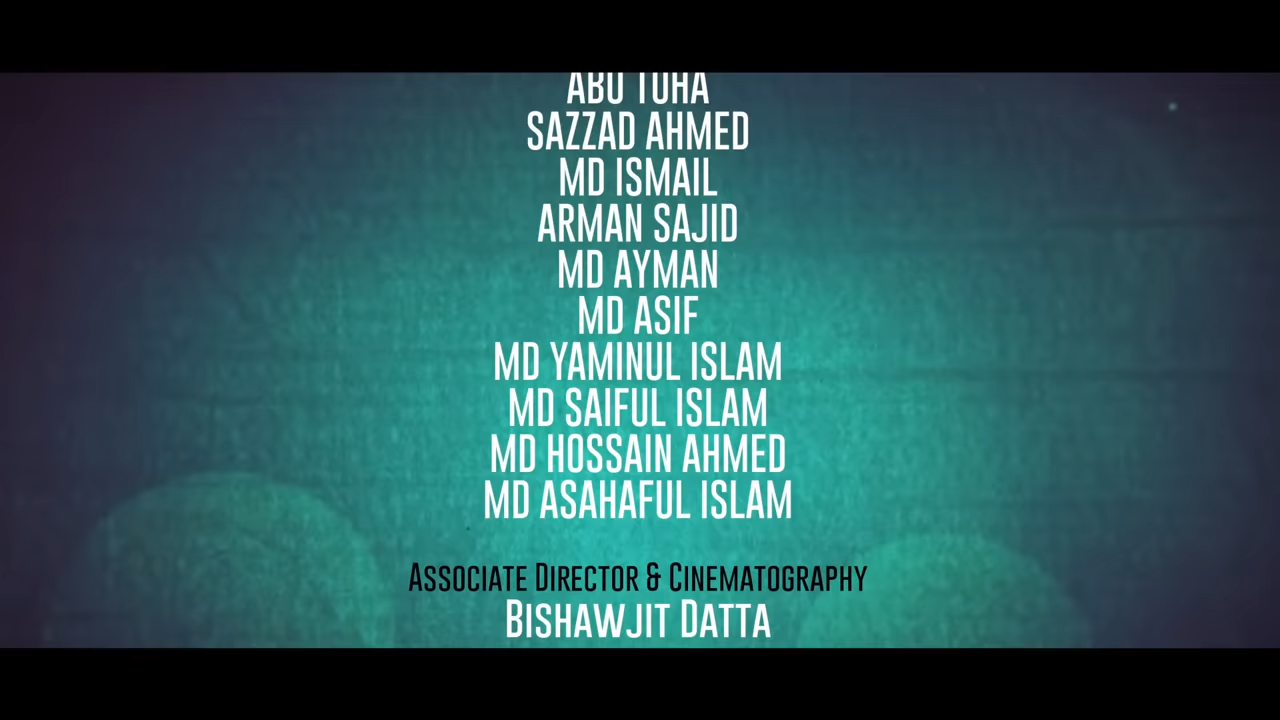 ABU TOHA
SAZZAD AHMED
MD ISMAIL
ARMAN SAJID
MD AYMAN
MD ASIF
MD YAMINUL ISLAM
MD SAIFUL ISLAM
MD HOSSAIN AHMED
MD ASAHAFUL ISLAM
ASSOCIATE DIRECTOR & CINEMATOGRAPHY
BISHAWJIT DATTA